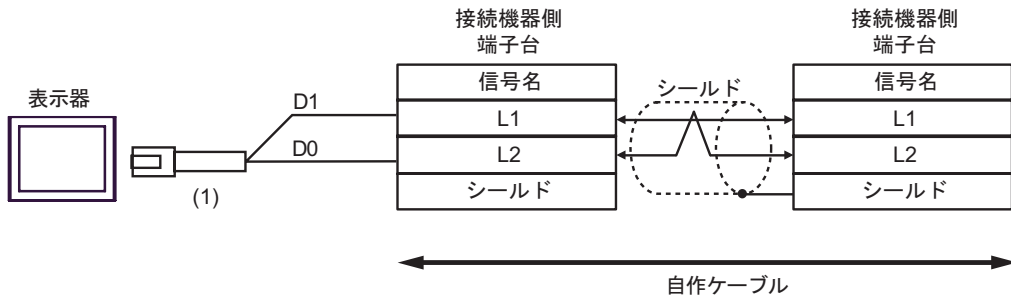 表示器
(1)
D1
D0
接続機器側
端子台
信号名
L1
L2
シールド
シールド
接続機器側
端子台
信号名
L1
L2
シールド
自作ケーブル